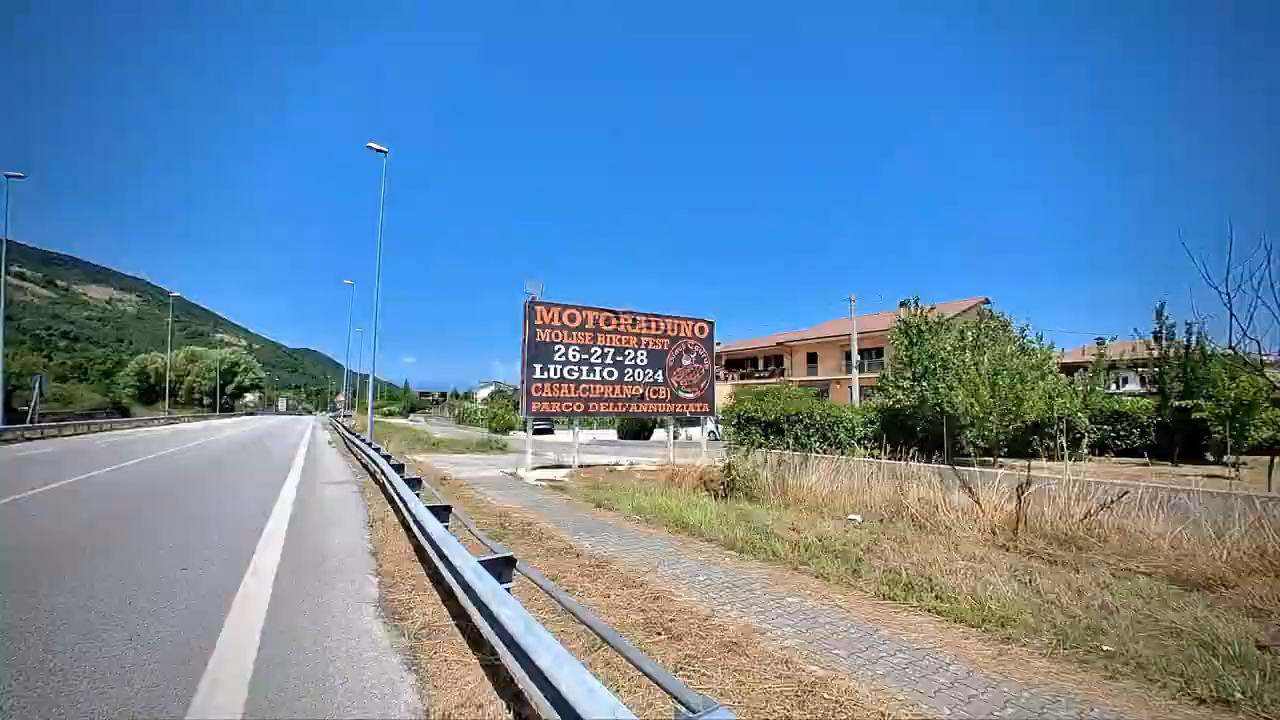 MOTORADUNO
MOLISE BIKER FEST
26-27-28
LUGLIO 2024
CASALCIPRANO (CB)
PARCO DELL'ANNUNZIATA